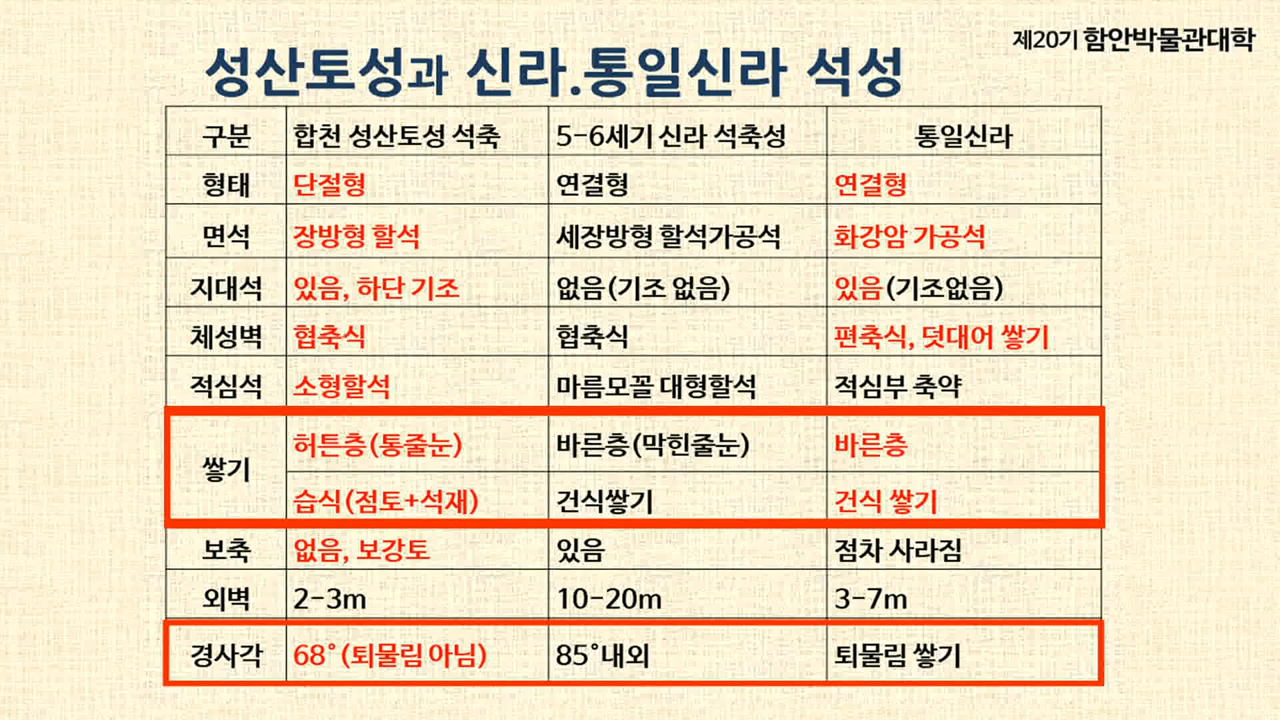 제20기 함안박물관대학
성산토성과 신라.통일신라 석성
구분 합천 성산토성 석축 5-6세기 신라 석축성 통일신라
형태 단절형 연결형 연결형
면석 장방형 할석 세장방형 할석가공석 화강암 가공석
지대석 있음, 하단 기조 없음(기조 없음) 있음(기조없음)
체성벽 협축식 협축식 편축식, 덧대어 쌓기
적심석 소형할석 마름모꼴 대형할석 적심부 축약
쌓기 허튼층(통줄눈) 바른층(막힌줄눈) 바른층
습식(점토+석재) 건식쌓기 건식 쌓기
보축 없음, 보강토 있음 점차 사라짐
외벽 2-3m 10-20m 3-7m
경사각 68°(퇴물림 아님) 85°내외 퇴물림 쌓기